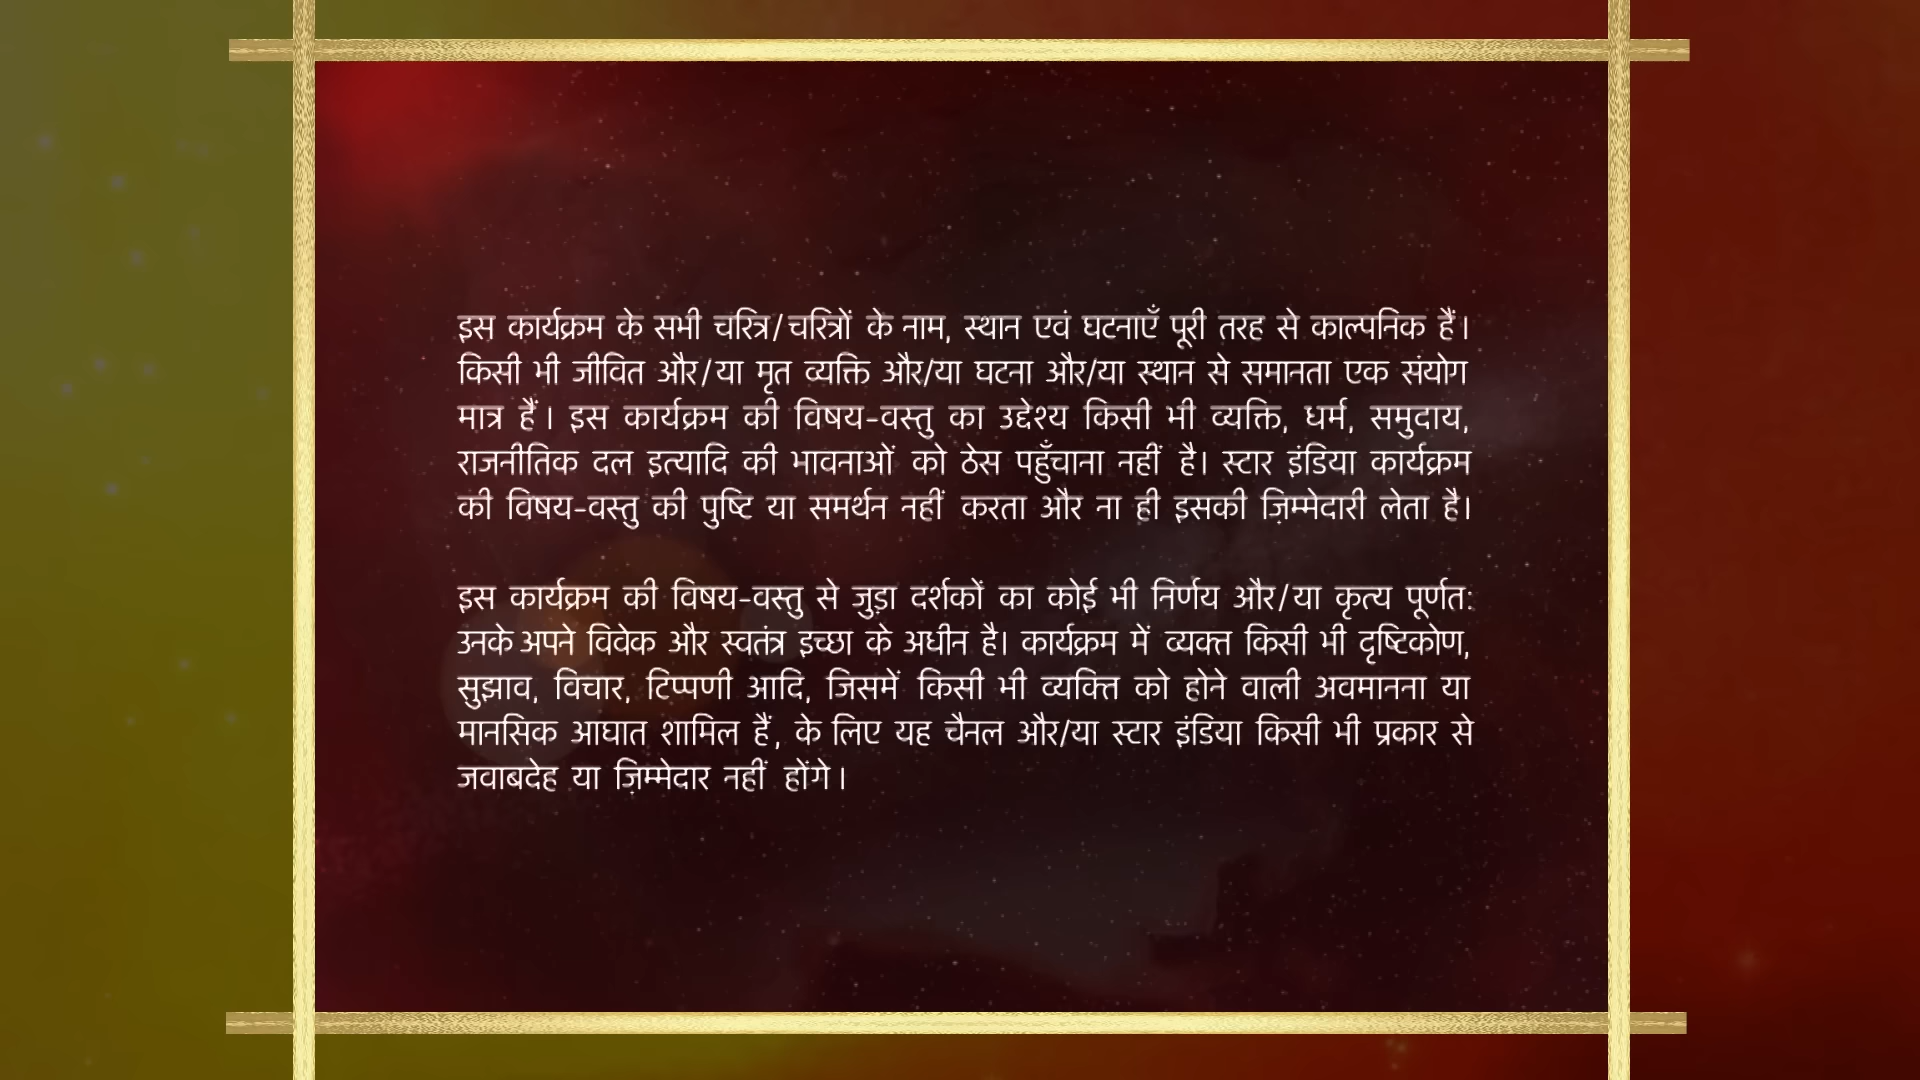 इस कार्यक्रम के सभी चरित्र/चरित्रों के नाम, स्थान एवं घटनाएँ पूरी तरह से काल्पनिक हैं।
किसी भी जीवित और/या मृत व्यक्ति और/या घटना और/या स्थान से समानता एक संयोग
मात्र हैं। इस कार्यक्रम की विषय-वस्तु का उद्देश्य किसी भी व्यक्ति, धर्म, समुदाय,
राजनीतिक दल इत्यादि की भावनाओं को ठेस पहुँचाना नहीं है। स्टार इंडिया कार्यक्रम
की विषय-वस्तु की पुष्टि या समर्थन नहीं करता और ना ही इसकी ज़िम्मेदारी लेता है।
इस कार्यक्रम की विषय-वस्तु से जुड़ा दर्शकों का कोई भी निर्णय और/या कृत्य पूर्णत:
उनके अपने विवेक और स्वतंत्र इच्छा के अधीन है। कार्यक्रम में व्यक्त किसी भी दृष्टिकोण,
सुझाव, विचार, टिप्पणी आदि, जिसमें किसी भी व्यक्ति को होने वाली अवमानना या
मानसिक आघात शामिल हैं, के लिए यह चैनल और/या स्टार इंडिया किसी भी प्रकार से
जवाबदेह या ज़िम्मेदार नहीं होंगे।